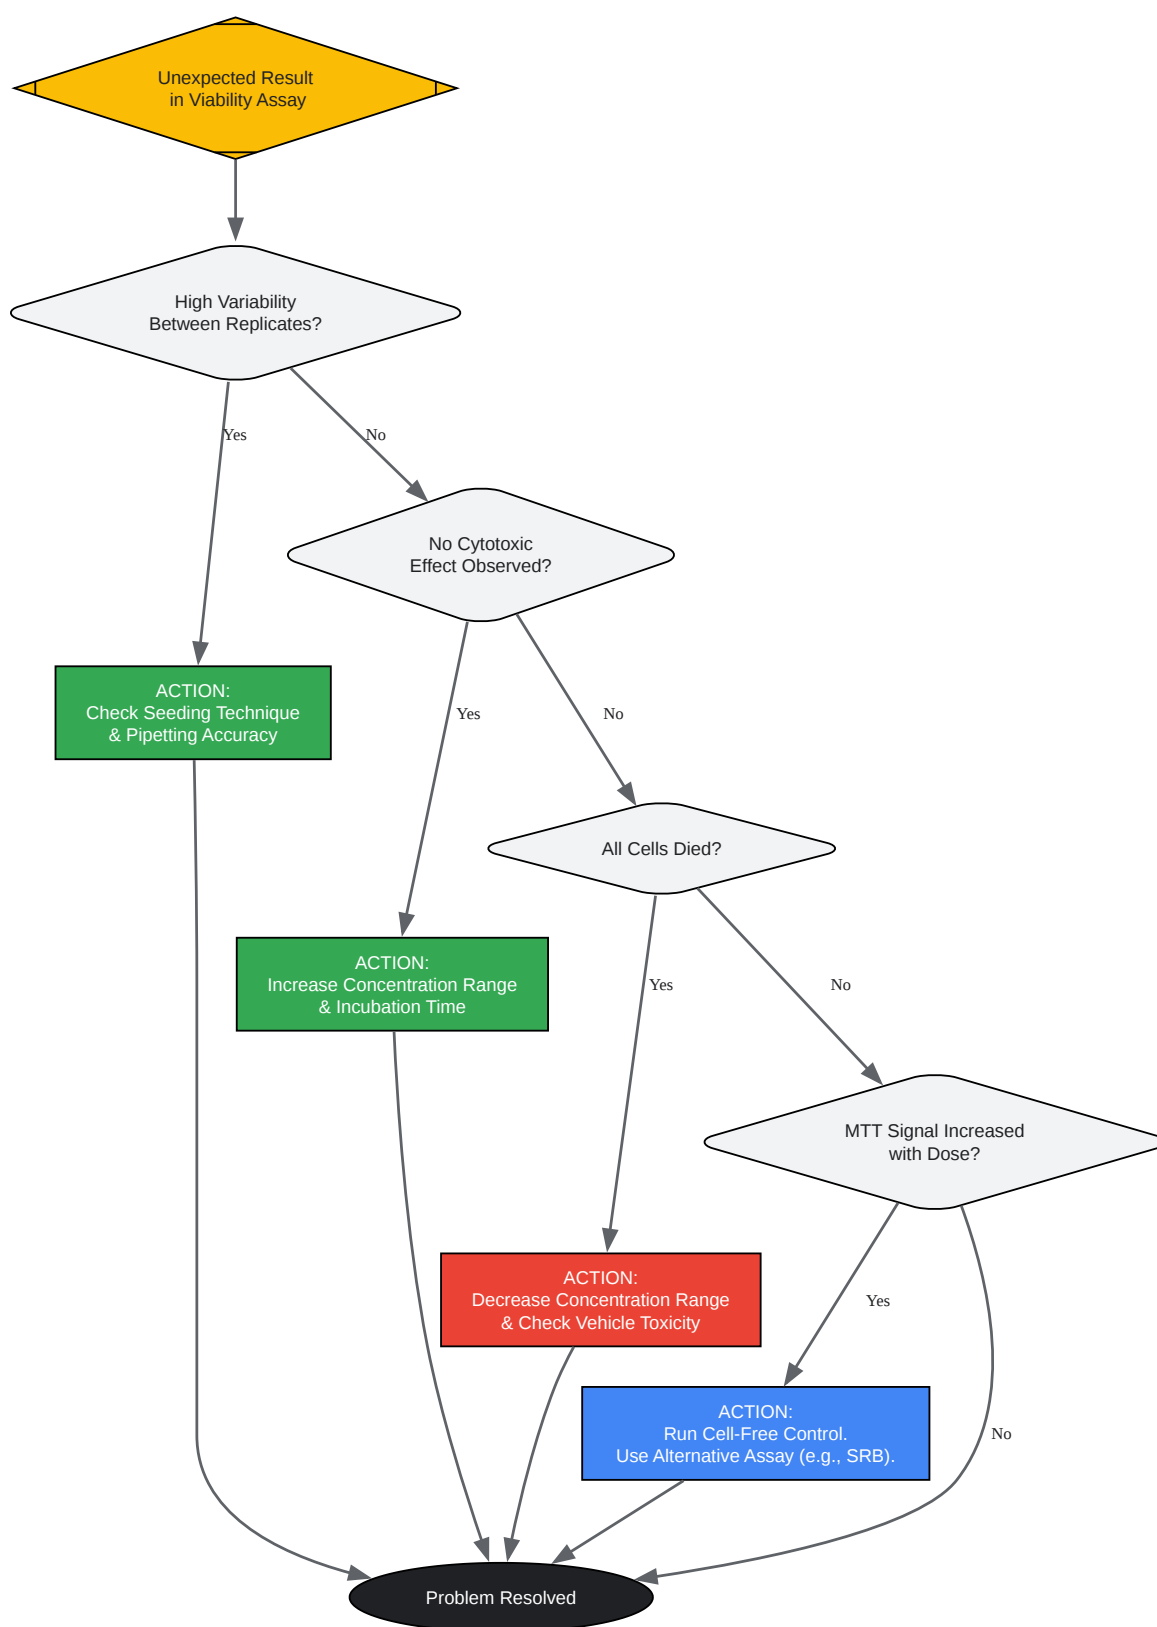 Unexpected Result
in Viability Assay
High Variability
Between Replicates?
Yes
No
No Cytotoxic
Effect Observed?
ACTION:
Check Seeding Technique
& Pipetting Accuracy
Yes
No
All Cells Died?
ACTION:
Increase Concentration Range
& Incubation Time
Yes
No
MTT Signal Increased
with Dose?
ACTION:
Decrease Concentration Range
& Check Vehicle Toxicity
Yes
ACTION:
Run Cell-Free Control.
Use Alternative Assay (e.g., SRB).
No
Problem Resolved